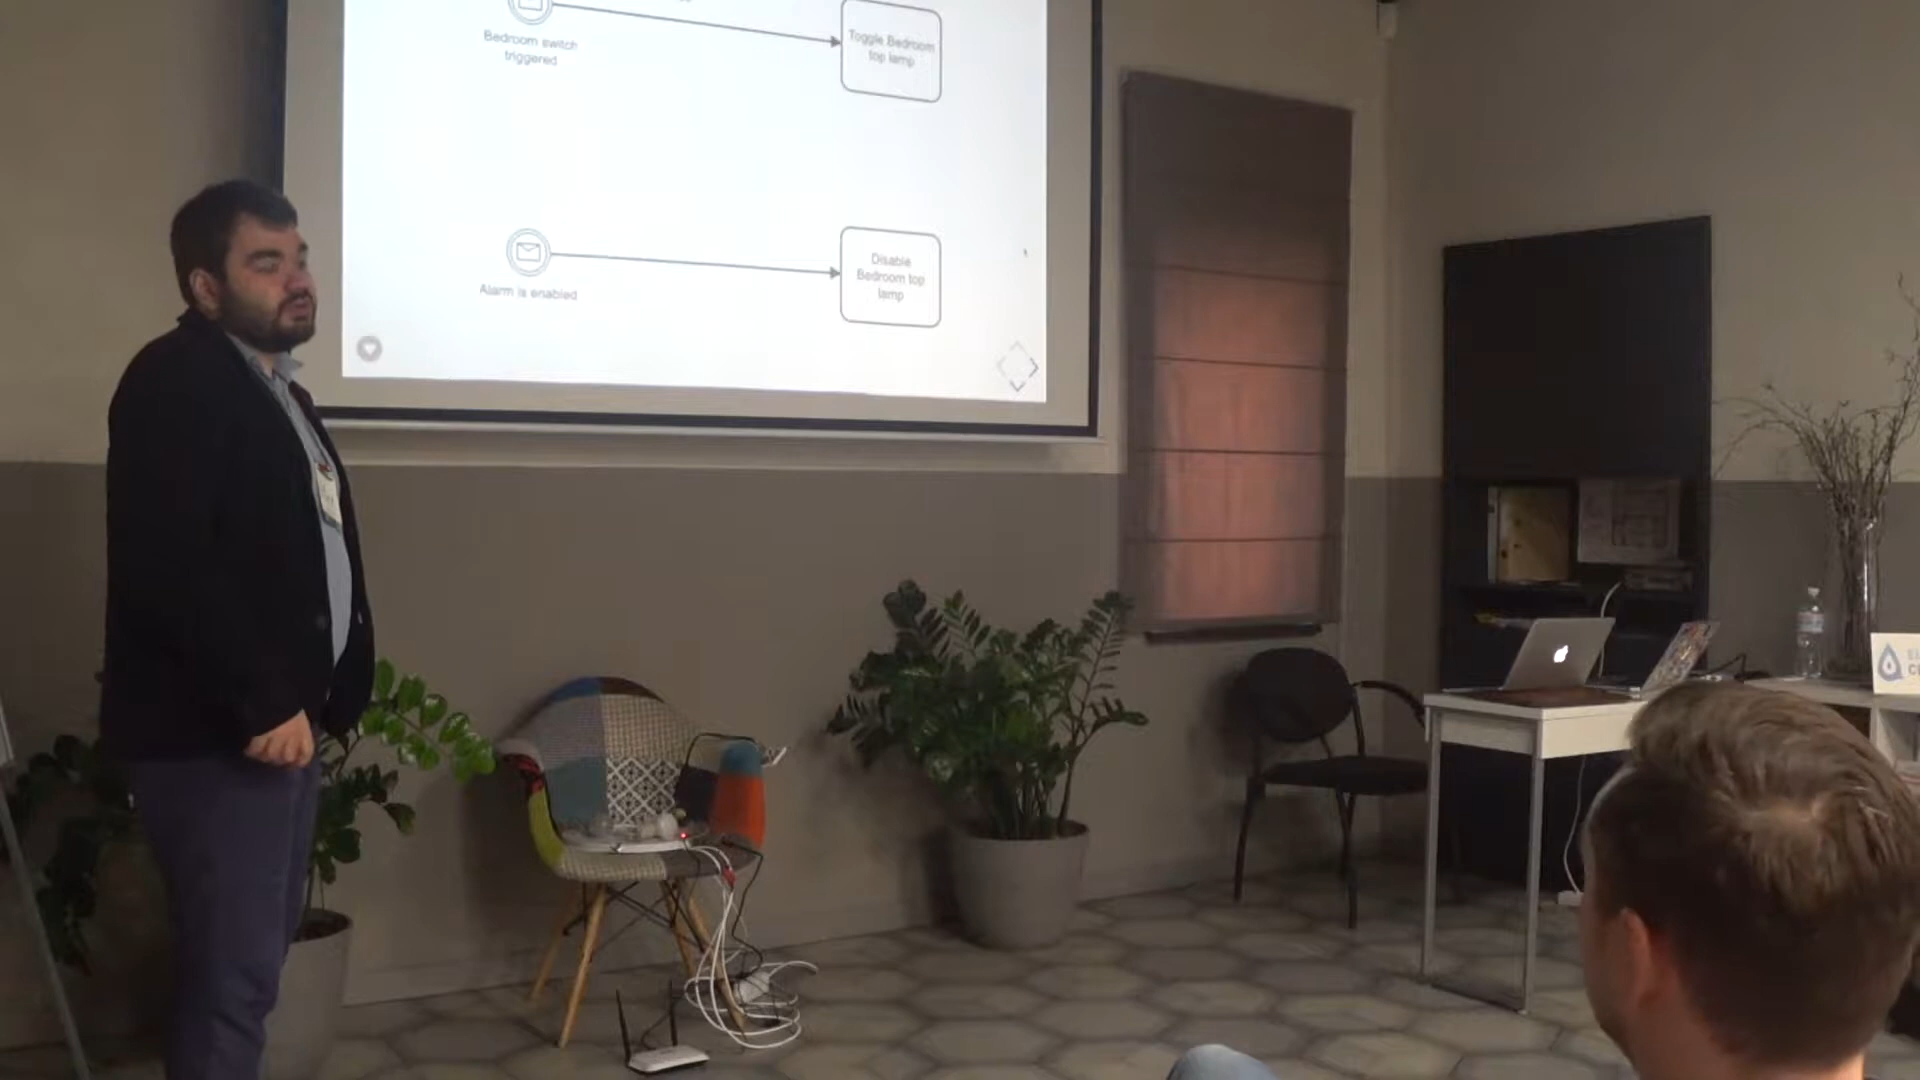 Bedroom switch
triggered
Toggle Bedroom
top lamp
Alarm is enabled
Disable
Bedroom top
lamp